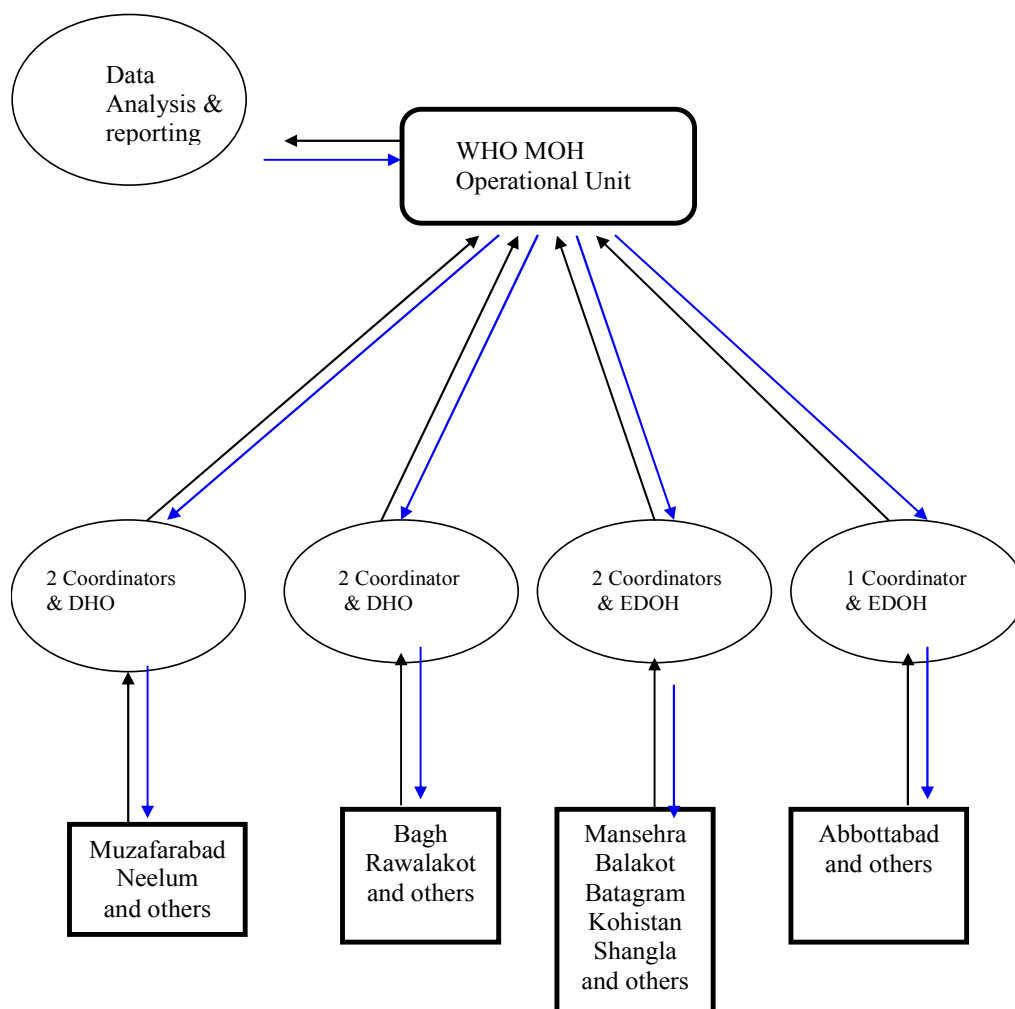 Data
Analysis &
reporting
WHO MOH
Operational Unit
2 Coordinators
& DHO
2 Coordinator
& DHO
2 Coordinators
& EDOH
1 Coordinator
& EDOH
Muzafarabad
Neelum
and others
Bagh
Rawalakot
and others
Mansehra
Balakot
Batagram
Kohistan
Shangla
and others
Abbottabad
and others